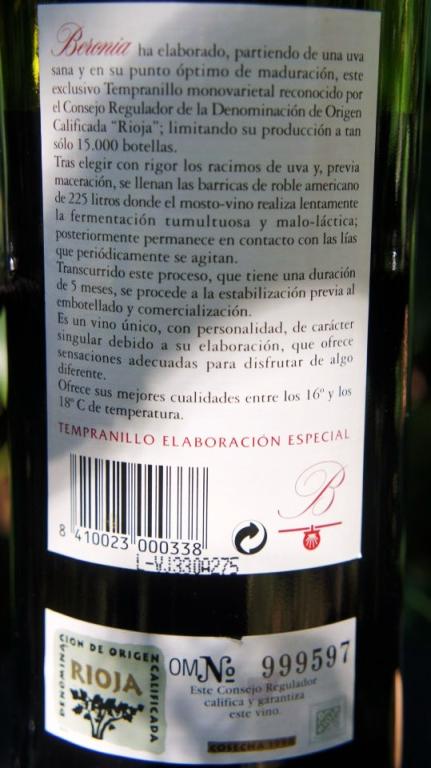 Beronia ha elaborado, partiendo de una uva
sana y en su punto óptimo de maduración, este
exclusivo Tempranillo monovarietal reconocido por
el Consejo Regulador de la Denominación de Origen
Calificada "Rioja"; limitando su producción a tan
sólo 15.000 botellas.
Tras elegir con rigor los racimos de uva y, previa
maceración, se llenan las barricas de roble americano
de 225 litros donde el mosto-vino realiza lentamente
la fermentación tumultuosa y malo-láctica;
posteriormente permanece en contacto con las lías
que periódicamente se agitan.
Transcurrido este proceso, que tiene una duración
de 5 meses, se procede a la estabilización previa al
embotellado y comercialización.
Es un vino único, con personalidad, de carácter
singular debido a su elaboración, que ofrece
sensaciones adecuadas para disfrutar de algo
diferente.
Ofrece sus mejores cualidades entre los 16º y los
18º C de temperatura.
TEMPRANILLO ELABORACIÓN ESPECIAL
B
8 410023 000338
L-VJ330A275
DENOMINACION DE ORIGEN CALIFICADA
RIOJA
OM Nº 999597
Este Consejo Regulador
califica y garantiza
este vino.
COSECHA